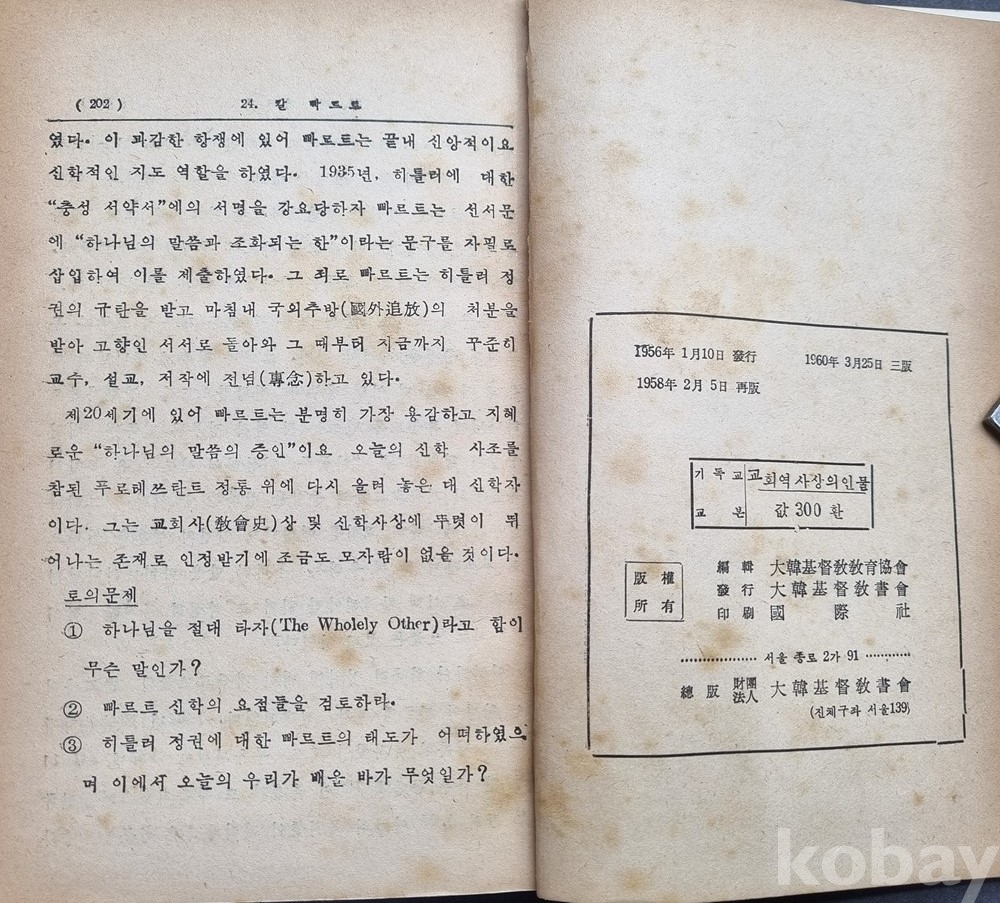 ( 202 ) 24. 칼 빠르트
였다. 이 과감한 항쟁에 있어 빠르트는 끝내 신앙적이요
신학적인 지도 역할을 하였다. 1935년, 히틀러에 대한
“충성 서약서”에의 서명을 강요당하자 빠르트는 선서문
에 “하나님의 말씀과 조화되는 한”이라는 문구를 자필로
삽입하여 이를 제출하였다. 그 죄로 빠르트는 히틀러 정
권의 규탄을 받고 마침내 국외추방(國外追放)의 처분을
받아 고향인 서서로 돌아와 그 때부터 지금까지 꾸준히
교수, 설교, 저작에 전념(專念)하고 있다.
제20세기에 있어 빠르트는 분명히 가장 용감하고 지혜
로운 “하나님의 말씀의 증인”이요 오늘의 신학 사조를
참된 푸로테쓰탄트 정통 위에 다시 올려 놓은 대 신학자
이다. 그는 교회사(敎會史)상 및 신학사상에 뚜렷이 뛰
어나는 존재로 인정받기에 조금도 모자람이 없을 것이다.
토의문제
① 하나님을 절대 타자(The Wholely Other)라고 함이
무슨 말인가?
② 빠르트 신학의 요점들을 검토하라.
③ 히틀러 정권에 대한 빠르트의 태도가 어떠하였으
며 이에서 오늘의 우리가 배운 바가 무엇일가?
1956年 1月10日 發行 1960年 3月25日 三版
1958年 2月 5日 再版
기독교 교본 교회역사상의인물
값 300 환
版權所有
編輯 大韓基督敎敎育協會
發行 大韓基督敎書會
印刷 國際社
서울 종로 2가 91
總版 財團法人 大韓基督敎書會
(진체구좌 서울139)
kobay